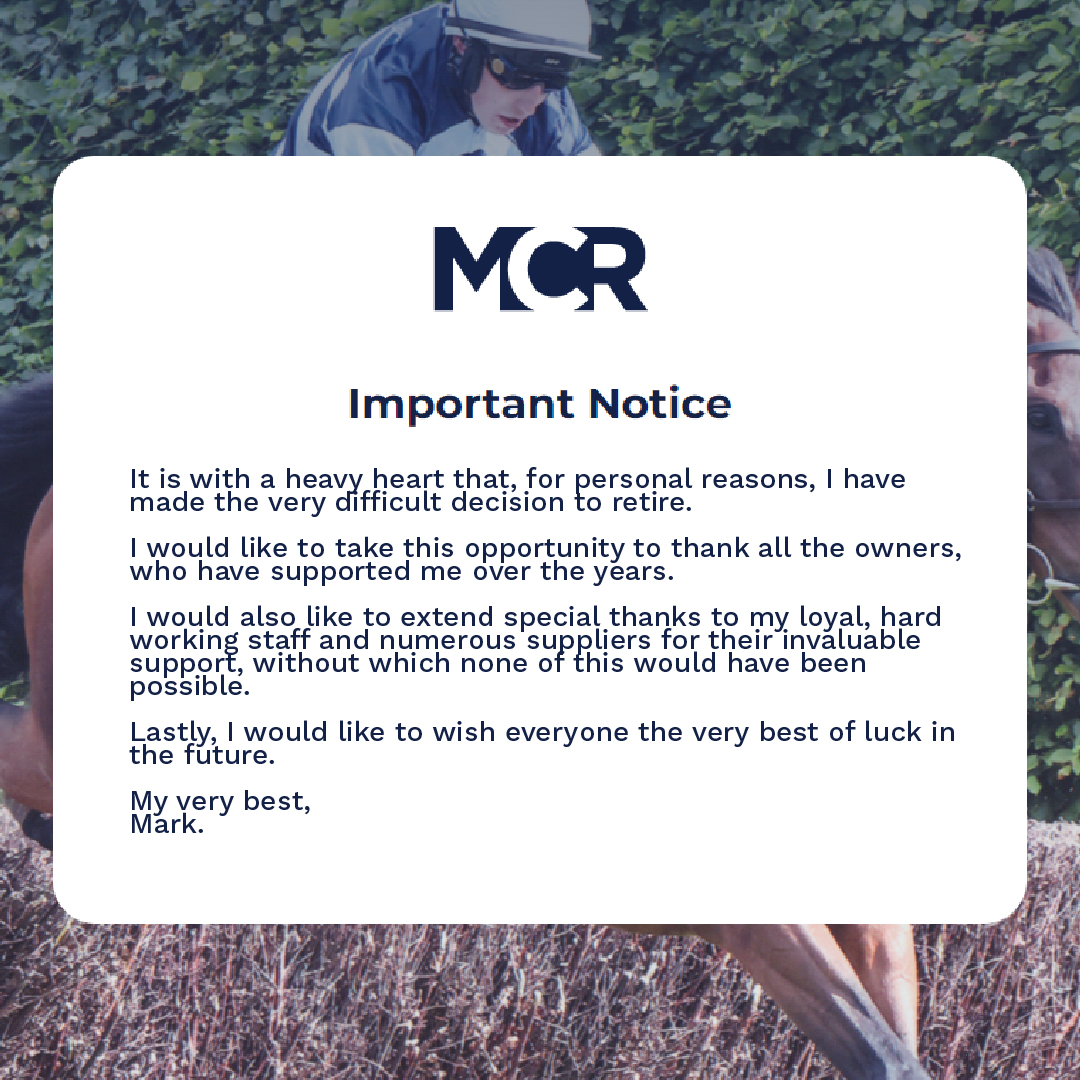 MCR
Important Notice
It is with a heavy heart that, for personal reasons, I have
made the very difficult decision to retire.
I would like to take this opportunity to thank all the owners,
who have supported me over the years.
I would also like to extend special thanks to my loyal, hard
working staff and numerous suppliers for their invaluable
support, without which none of this would have been
possible.
Lastly, I would like to wish everyone the very best of luck in
the future.
My very best,
Mark.